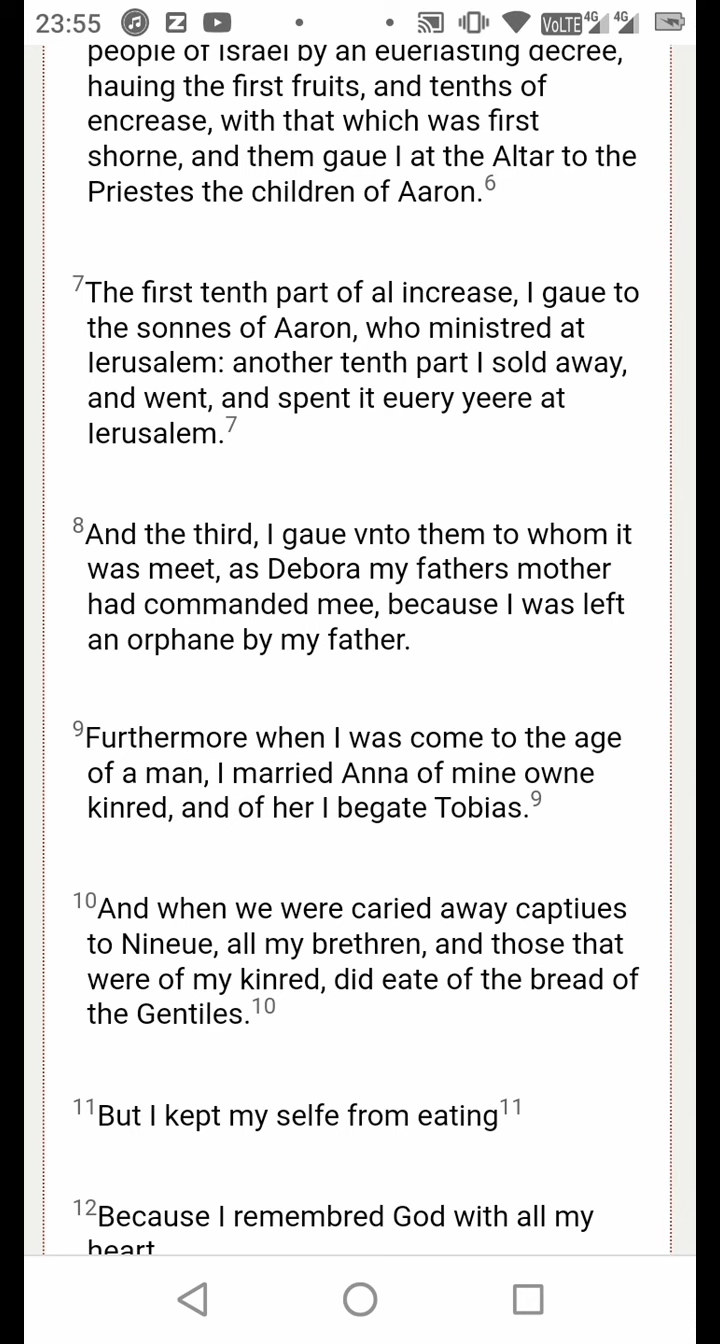 23:55
VoLTE 4G 4G
people of Israel by an euerlasting decree,
hauing the first fruits, and tenths of
encrease, with that which was first
shorne, and them gaue I at the Altar to the
Priestes the children of Aaron.6
7The first tenth part of al increase, I gaue to
the sonnes of Aaron, who ministred at
Ierusalem: another tenth part I sold away,
and went, and spent it euery yeere at
Ierusalem.7
8And the third, I gaue vnto them to whom it
was meet, as Debora my fathers mother
had commanded mee, because I was left
an orphane by my father.
9Furthermore when I was come to the age
of a man, I married Anna of mine owne
kinred, and of her I begate Tobias.9
10And when we were caried away captiues
to Nineue, all my brethren, and those that
were of my kinred, did eate of the bread of
the Gentiles.10
11But I kept my selfe from eating11
12Because I remembred God with all my
heart